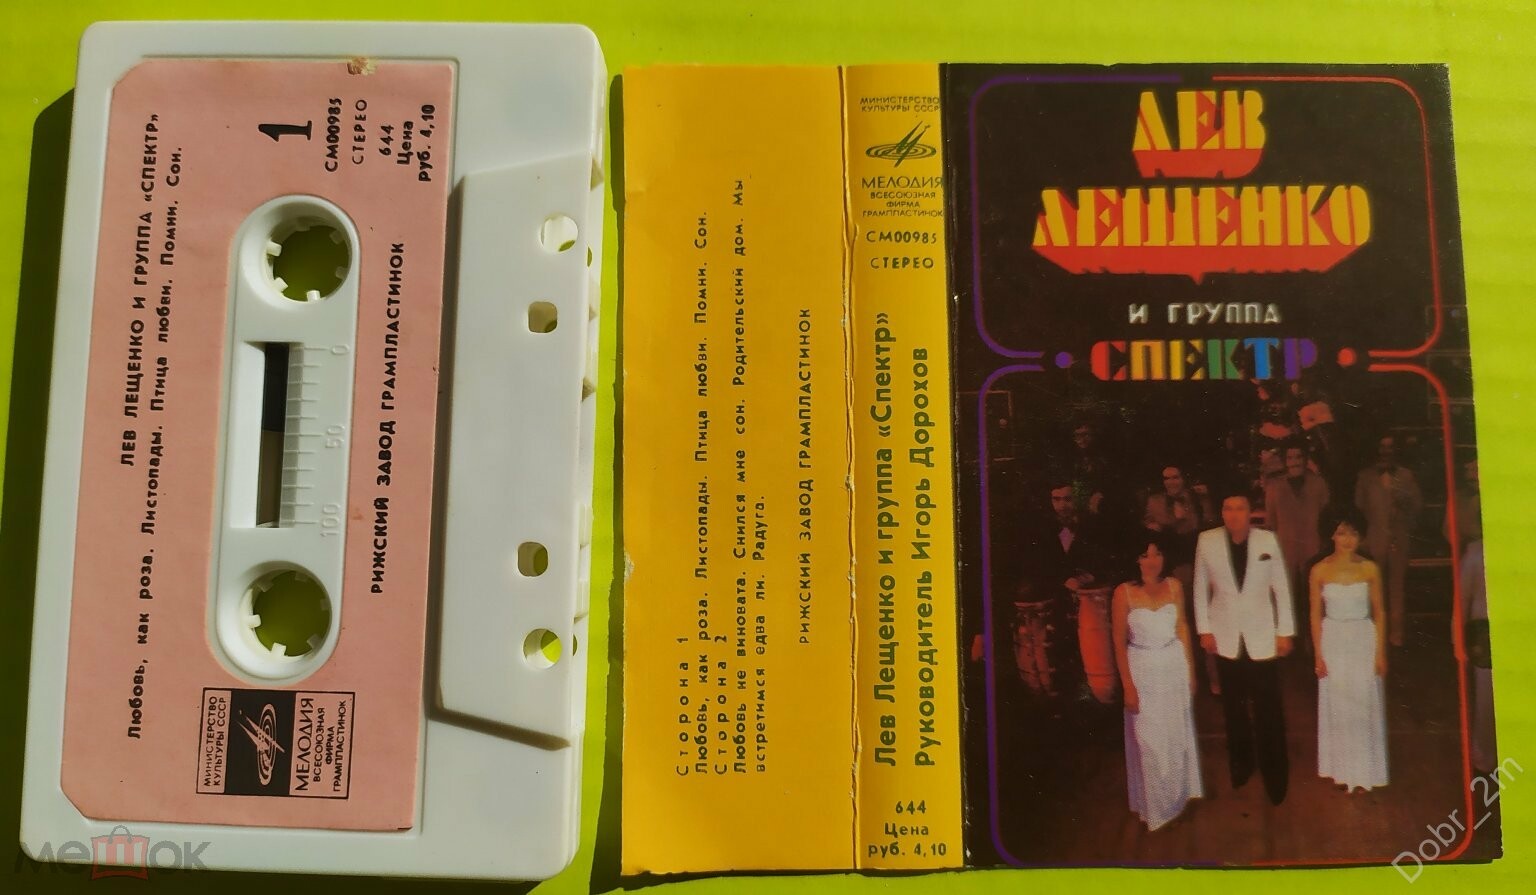 ЛЕВ ЛЕЩЕНКО И ГРУППА «СПЕКТР»
Любовь, как роза. Листопады. Птица любви. Помни. Сон.
1
СМ00985
СТЕРЕО
644
Цена
руб. 4,10
0
50
100
РИЖСКИЙ ЗАВОД ГРАМПЛАСТИНОК
МИНИСТЕРСТВО
КУЛЬТУРЫ СССР
МЕЛОДИЯ
ВСЕСОЮЗНАЯ
ФИРМА
ГРАМПЛАСТИНОК
Сторона 1
Любовь, как роза. Листопады. Птица любви. Помни. Сон.
Сторона 2
Любовь не виновата. Снился мне сон. Родительский дом. Мы
встретимся едва ли. Радуга.
РИЖСКИЙ ЗАВОД ГРАМПЛАСТИНОК
МИНИСТЕРСТВО
КУЛЬТУРЫ СССР
МЕЛОДИЯ
ВСЕСОЮЗНАЯ
ФИРМА
ГРАМПЛАСТИНОК
СМ00985
СТЕРЕО
Лев Лещенко и группа «Спектр»
Руководитель Игорь Дорохов
644
Цена
руб. 4,10
ЛЕВ
ЛЕЩЕНКО
И ГРУППА
СПЕКТР
мешок
Dobr_2m